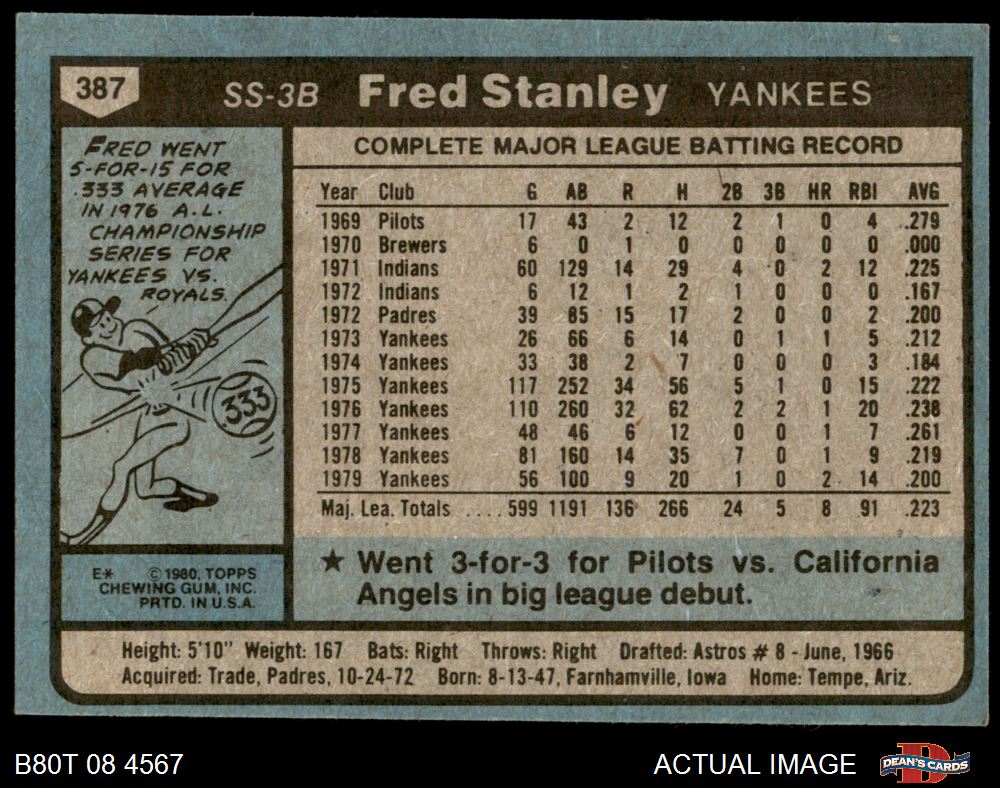 387 SS-3B Fred Stanley YANKEES
FRED WENT
5-FOR-15 FOR
.333 AVERAGE
IN 1976 A.L.
CHAMPIONSHIP
SERIES FOR
YANKEES VS.
ROYALS.
333
E* © 1980, TOPPS
CHEWING GUM, INC.
PRTD. IN U.S.A.
COMPLETE MAJOR LEAGUE BATTING RECORD
Year Club G AB R H 2B 3B HR RBI AVG
1969 Pilots 17 43 2 12 2 1 0 4 .279
1970 Brewers 6 0 1 0 0 0 0 0 .000
1971 Indians 60 129 14 29 4 0 2 12 .225
1972 Indians 6 12 1 2 1 0 0 0 .167
1972 Padres 39 85 15 17 2 0 0 2 .200
1973 Yankees 26 66 6 14 0 1 1 5 .212
1974 Yankees 33 38 2 7 0 0 0 3 .184
1975 Yankees 117 252 34 56 5 1 0 15 .222
1976 Yankees 110 260 32 62 2 2 1 20 .238
1977 Yankees 48 46 6 12 0 0 1 7 .261
1978 Yankees 81 160 14 35 7 0 1 9 .219
1979 Yankees 56 100 9 20 1 0 2 14 .200
Maj. Lea. Totals .... 599 1191 136 266 24 5 8 91 .223
★ Went 3-for-3 for Pilots vs. California
Angels in big league debut.
Height: 5'10" Weight: 167 Bats: Right Throws: Right Drafted: Astros # 8 - June, 1966
Acquired: Trade, Padres, 10-24-72 Born: 8-13-47, Farnhamville, Iowa Home: Tempe, Ariz.
B80T 08 4567 ACTUAL IMAGE DEAN'S CARDS